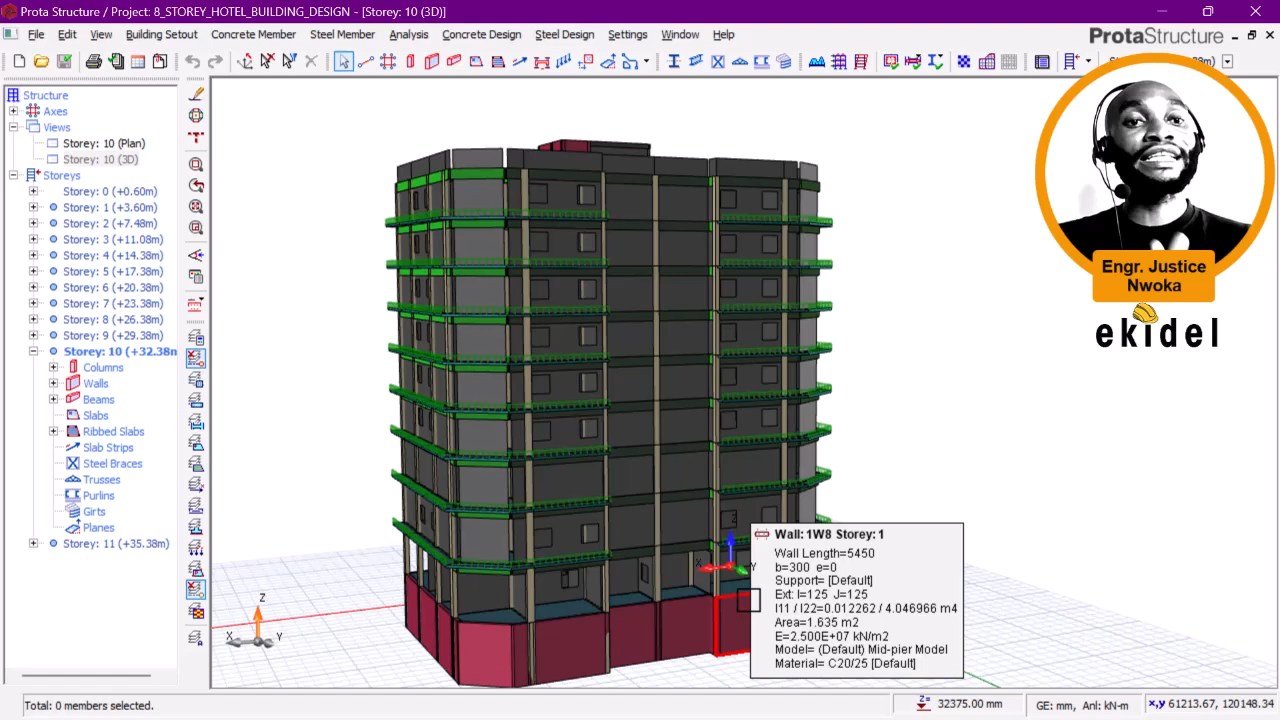 Prota Structure / Project: 8_STOREY_HOTEL_BUILDING_DESIGN - [Storey: 10 (3D)]
File Edit View Building Setout Concrete Member Steel Member Analysis Concrete Design Steel Design Settings Window Help
ProtaStructure
Structure
Axes
Views
Storey: 10 (Plan)
Storey: 10 (3D)
Storeys
Storey: 0 (+0.60m)
Storey: 1 (+3.60m)
Storey: 2 (+7.48m)
Storey: 3 (+11.08m)
Storey: 4 (+14.38m)
Storey: 5 (+17.38m)
Storey: 6 (+20.38m)
Storey: 7 (+23.38m)
Storey: 8 (+26.38m)
Storey: 9 (+29.38m)
Storey: 10 (+32.38m
Columns
Walls
Beams
Slabs
Ribbed Slabs
Slab Strips
Steel Braces
Trusses
Purlins
Girts
Planes
Storey: 11 (+35.38m)
Engr. Justice
Nwoka
ekidel
Z
X
Y
Z
X
Y
Wall: 1W8 Storey: 1
Wall Length=5450
b=300 e=0
Support= [Default]
Ext: I=125 J=125
I11 / I22=0.012262 / 4.046966 m4
Area=1.635 m2
E=2.500E+07 kN/m2
Model= (Default) Mid-pier Model
Material= C20/25 [Default]
Total: 0 members selected.
Z= 32375.00 mm
GE: mm, Anl: kN-m
x,y 61213.67, 120148.34